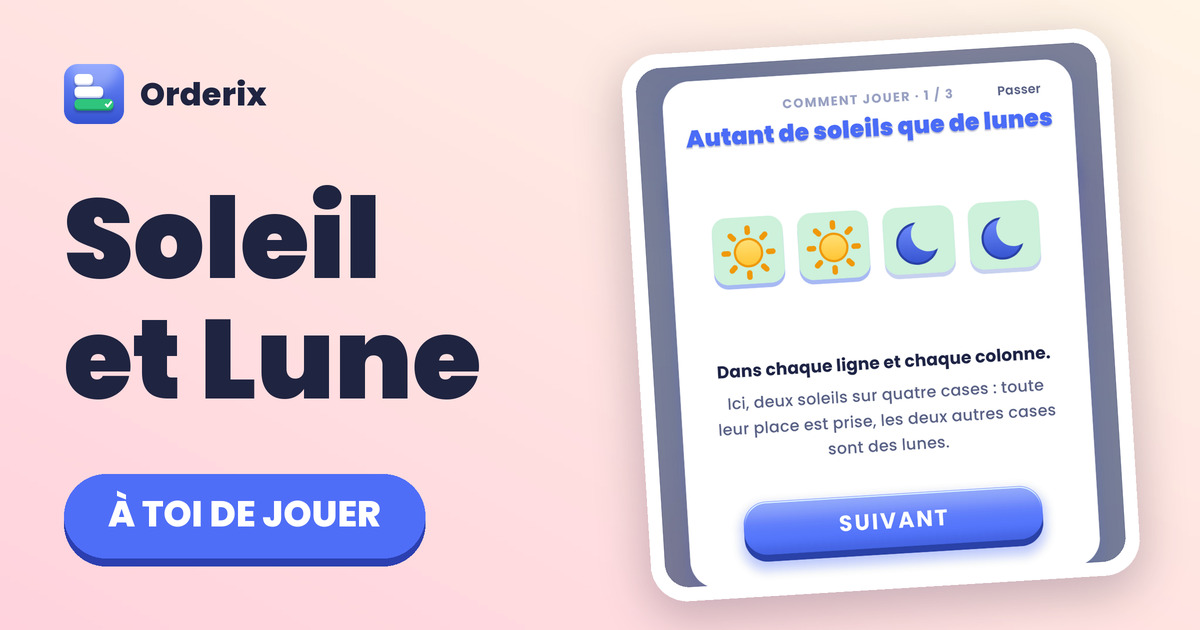 Orderix
Soleil
et Lune
À TOI DE JOUER
COMMENT JOUER · 1 / 3
Passer
Autant de soleils que de lunes
Dans chaque ligne et chaque colonne.
Ici, deux soleils sur quatre cases : toute
leur place est prise, les deux autres cases
sont des lunes.
SUIVANT